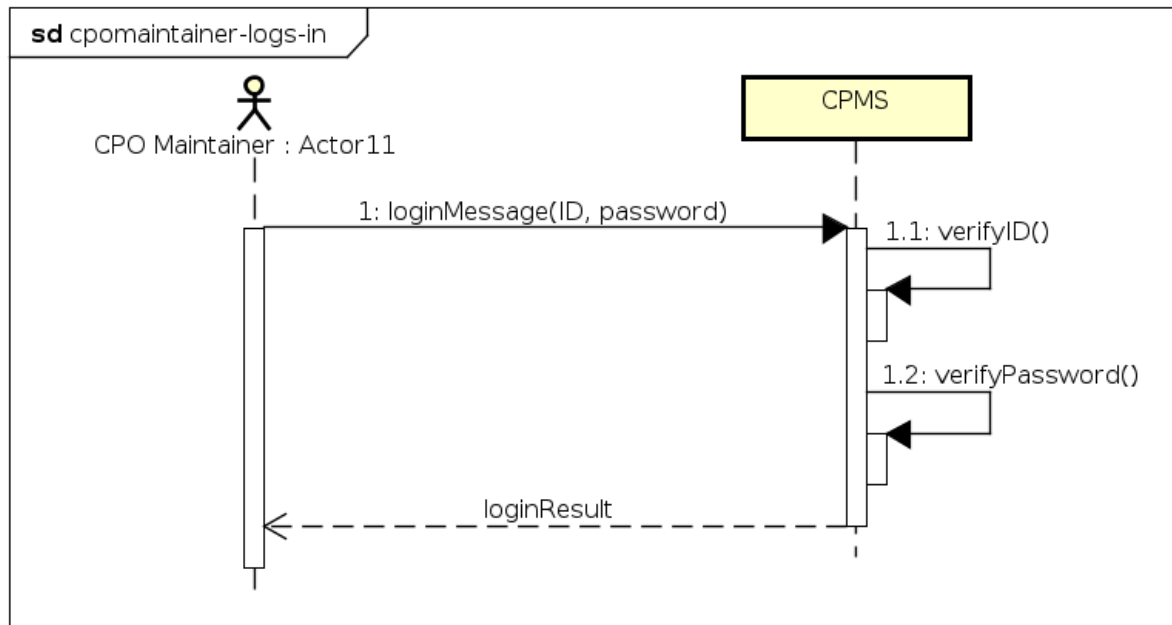 sd cpomaintainer-logs-in
CPO Maintainer : Actor11
CPMS
1: loginMessage(ID, password)
1.1: verifyID()
1.2: verifyPassword()
loginResult